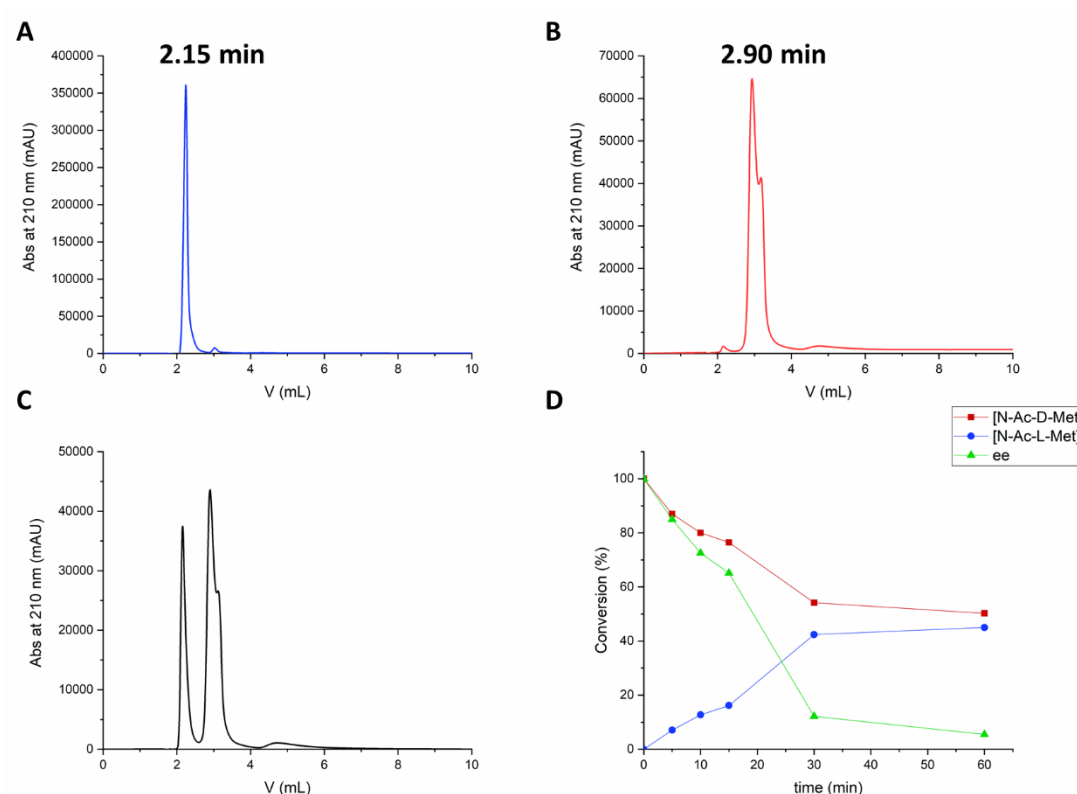 A
2.15 min
400000
350000
300000
250000
200000
150000
100000
50000
0
Abs at 210 nm (mAU)
0 2 4 6 8 10
V (mL)
B
2.90 min
70000
60000
50000
40000
30000
20000
10000
0
Abs at 210 nm (mAU)
0 2 4 6 8 10
V (mL)
C
50000
40000
30000
20000
10000
0
Abs at 210 nm (mAU)
0 2 4 6 8 10
V (mL)
D
[N-Ac-D-Met]
[N-Ac-L-Met]
ee
100
80
60
40
20
0
Conversion (%)
0 10 20 30 40 50 60
time (min)